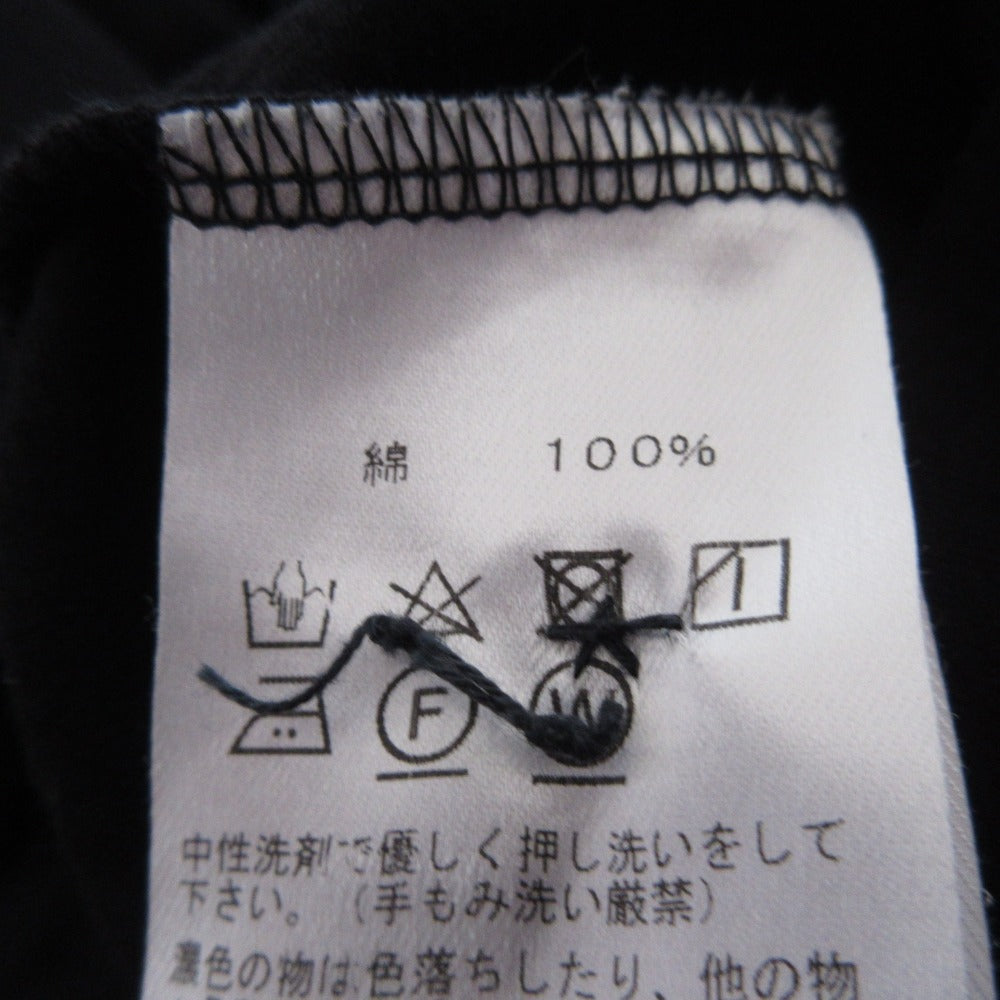 綿 100%
F W
中性洗剤で優しく押し洗いをして
下さい。（手もみ洗い厳禁）
濃色の物は色落ちしたり、他の物